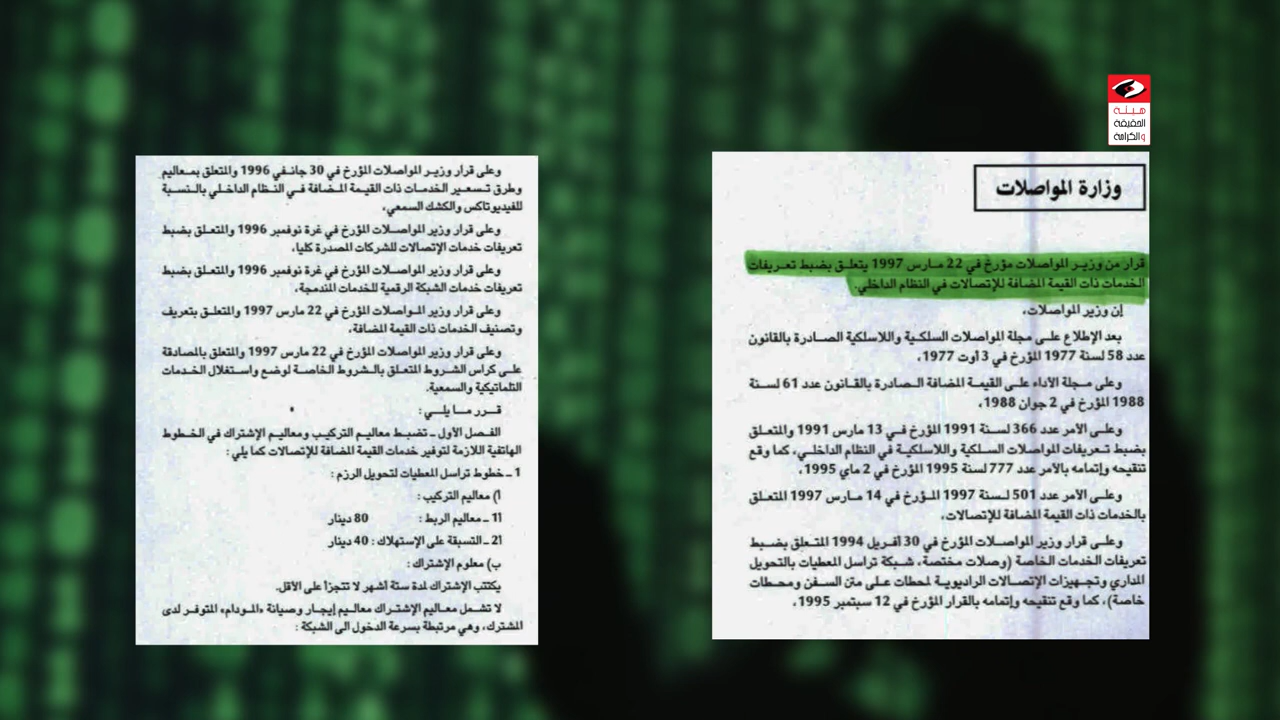 هيئة
الحقيقة
والكرامة
وزارة المواصلات
قرار من وزير المواصلات مؤرخ في 22 مارس 1997 يتعلق بضبط تعريفات
الخدمات ذات القيمة المضافة للإتصالات في النظام الداخلي.
إن وزير المواصلات،
بعد الإطلاع على مجلة المواصلات السلكية واللاسلكية الصادرة بالقانون
عدد 58 لسنة 1977 المؤرخ في 3 أوت 1977،
وعلى مجلة الأداء على القيمة المضافة الصادرة بالقانون عدد 61 لسنة
1988 المؤرخ في 2 جوان 1988،
وعلى الأمر عدد 366 لسنة 1991 المؤرخ في 13 مارس 1991 والمتعلق
بضبط تعريفات المواصلات السلكية واللاسلكية في النظام الداخلي، كما وقع
تنقيحه وإتمامه بالأمر عدد 777 لسنة 1995 المؤرخ في 2 ماي 1995،
وعلى الأمر عدد 501 لسنة 1997 المؤرخ في 14 مارس 1997 المتعلق
بالخدمات ذات القيمة المضافة للإتصالات،
وعلى قرار وزير المواصلات المؤرخ في 30 أفريل 1994 المتعلق بضبط
تعريفات الخدمات الخاصة (وصلات مختصة، شبكة تراسل المعطيات بالتحويل
المداري وتجهيزات الإتصالات الراديوية لمحطات على متن السفن ومحطات
خاصة)، كما وقع تنقيحه وإتمامه بالقرار المؤرخ في 12 سبتمبر 1995،
وعلى قرار وزير المواصلات المؤرخ في 30 جانفي 1996 والمتعلق بمعاليم
وطرق تسعير الخدمات ذات القيمة المضافة في النظام الداخلي بالنسبة
للفيديوتاكس والكشك السمعي،
وعلى قرار وزير المواصلات المؤرخ في غرة نوفمبر 1996 والمتعلق بضبط
تعريفات خدمات الإتصالات للشركات المصدرة كليا،
وعلى قرار وزير المواصلات المؤرخ في غرة نوفمبر 1996 والمتعلق بضبط
تعريفات خدمات الشبكة الرقمية للخدمات المندمجة،
وعلى قرار وزير المواصلات المؤرخ في 22 مارس 1997 والمتعلق بتعريف
وتصنيف الخدمات ذات القيمة المضافة،
وعلى قرار وزير المواصلات المؤرخ في 22 مارس 1997 والمتعلق بالمصادقة
على كراس الشروط المتعلق بالشروط الخاصة لوضع واستغلال الخدمات
التلماتيكية والسمعية.
قرر ما يلي :
الفصل الأول ـ تضبط معاليم التركيب ومعاليم الإشتراك في الخطوط
الهاتفية اللازمة لتوفير خدمات القيمة المضافة للإتصالات كما يلي :
1 ـ خطوط تراسل المعطيات لتحويل الرزم :
أ) معاليم التركيب :
1أ ـ معاليم الربط : 80 دينار
2أ ـ التسبقة على الإستهلاك : 40 دينار
ب) معلوم الإشتراك :
يكتتب الإشتراك لمدة ستة أشهر لا تتجزأ على الأقل.
لا تشمل معاليم الإشتراك معاليم إيجار وصيانة «المودام» المتوفر لدى
المشترك، وهي مرتبطة بسرعة الدخول الى الشبكة :